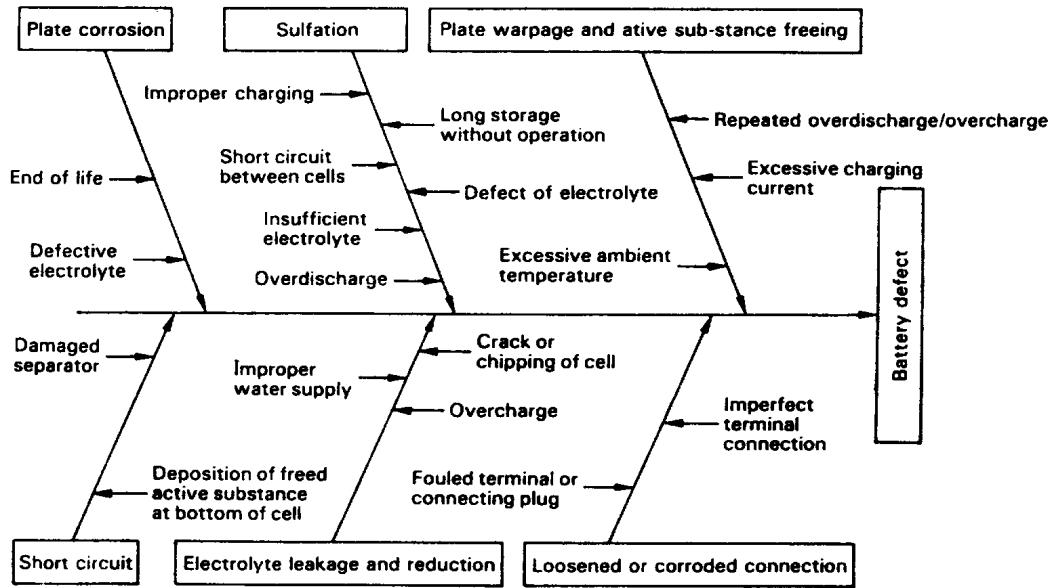 Plate corrosion
Sulfation
Plate warpage and ative sub-stance freeing
Improper charging
Long storage
without operation
Repeated overdischarge/overcharge
End of life
Short circuit
between cells
Defect of electrolyte
Excessive charging
current
Defective
electrolyte
Insufficient
electrolyte
Overdischarge
Excessive ambient
temperature
Battery defect
Damaged
separator
Improper
water supply
Crack or
chipping of cell
Overcharge
Imperfect
terminal
connection
Deposition of freed
active substance
at bottom of cell
Fouled terminal or
connecting plug
Short circuit
Electrolyte leakage and reduction
Loosened or corroded connection